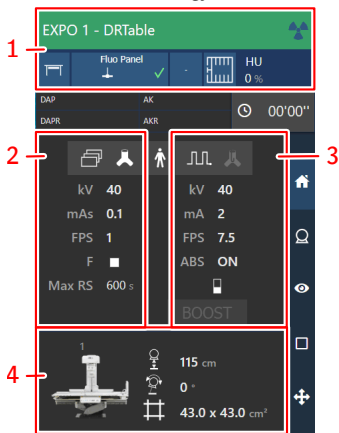 EXPO 1 - DRTable
1
Fluo Panel
HU
0 %
DAP AK
00'00"
DAPR AKR
2
3
kV 40 kV 40
mAs 0.1 mA 2
FPS 1 FPS 7.5
F ABS ON
Max RS 600 s
BOOST
1
115 cm
4
0 °
43.0 x 43.0 cm²